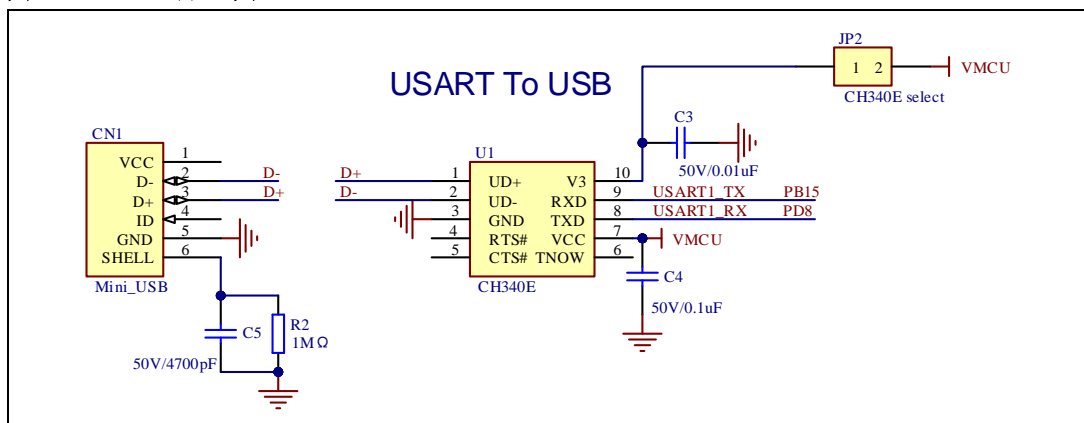 JP2
1 2
VMCU
CH340E select
USART To USB
C3
50V/0.01uF
CN1
VCC 1
D- 2
D+ 3
ID 4
GND 5
SHELL 6
Mini_USB
D-
D+
D+
D-
U1
1 UD+ V3 10
2 UD- RXD 9
3 GND TXD 8
4 RTS# VCC 7
5 CTS# TNOW 6
CH340E
USART1_TX PB15
USART1_RX PD8
VMCU
C4
50V/0.1uF
C5
50V/4700pF
R2
1MΩ